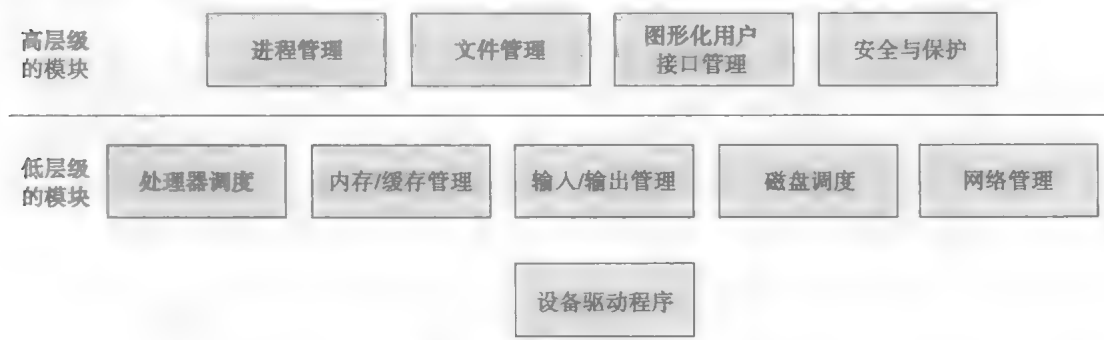 高层级
的模块
进程管理
文件管理
图形化用户
接口管理
安全与保护
低层级
的模块
处理器调度
内存/缓存管理
输入/输出管理
磁盘调度
网络管理
设备驱动程序